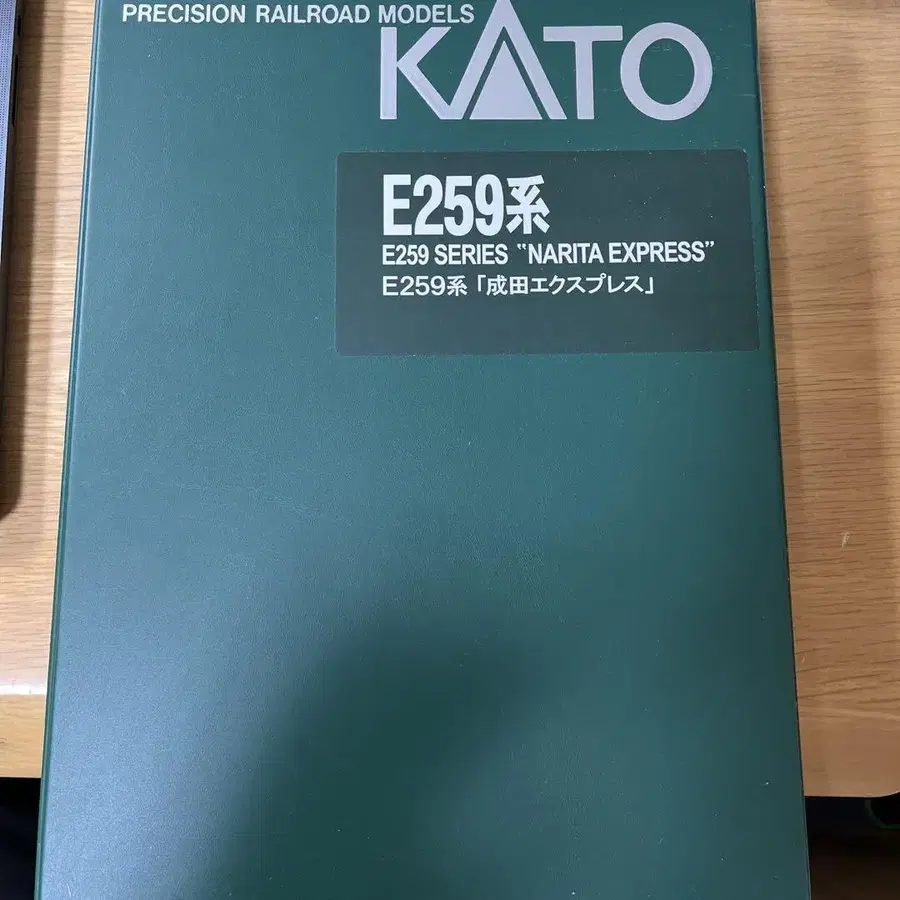 PRECISION RAILROAD MODELS
KATO
E259系
E259 SERIES “NARITA EXPRESS”
E259系「成田エクスプレス」